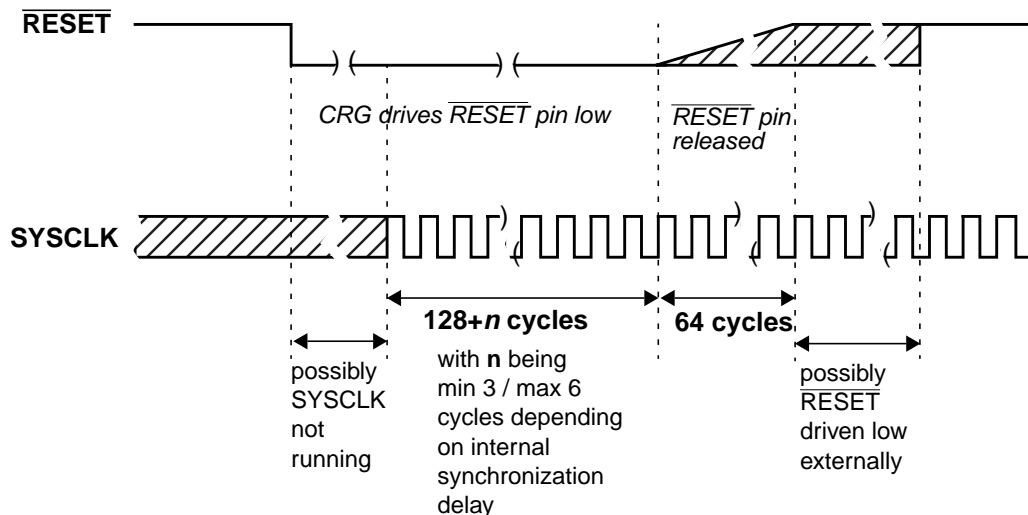 RESET
CRG drives RESET pin low
RESET pin
released
SYSCLK
128+n cycles
with n being
min 3 / max 6
cycles depending
on internal
synchronization
delay
64 cycles
possibly
SYSCLK
not
running
possibly
RESET
driven low
externally